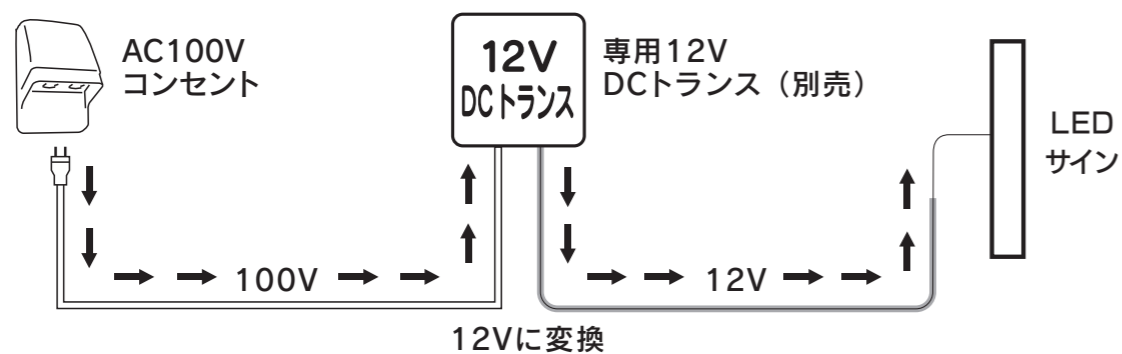 AC100V
コンセント
12V
DCトランス
専用12V
DCトランス（別売）
LED
サイン
100V
12V
12Vに変換